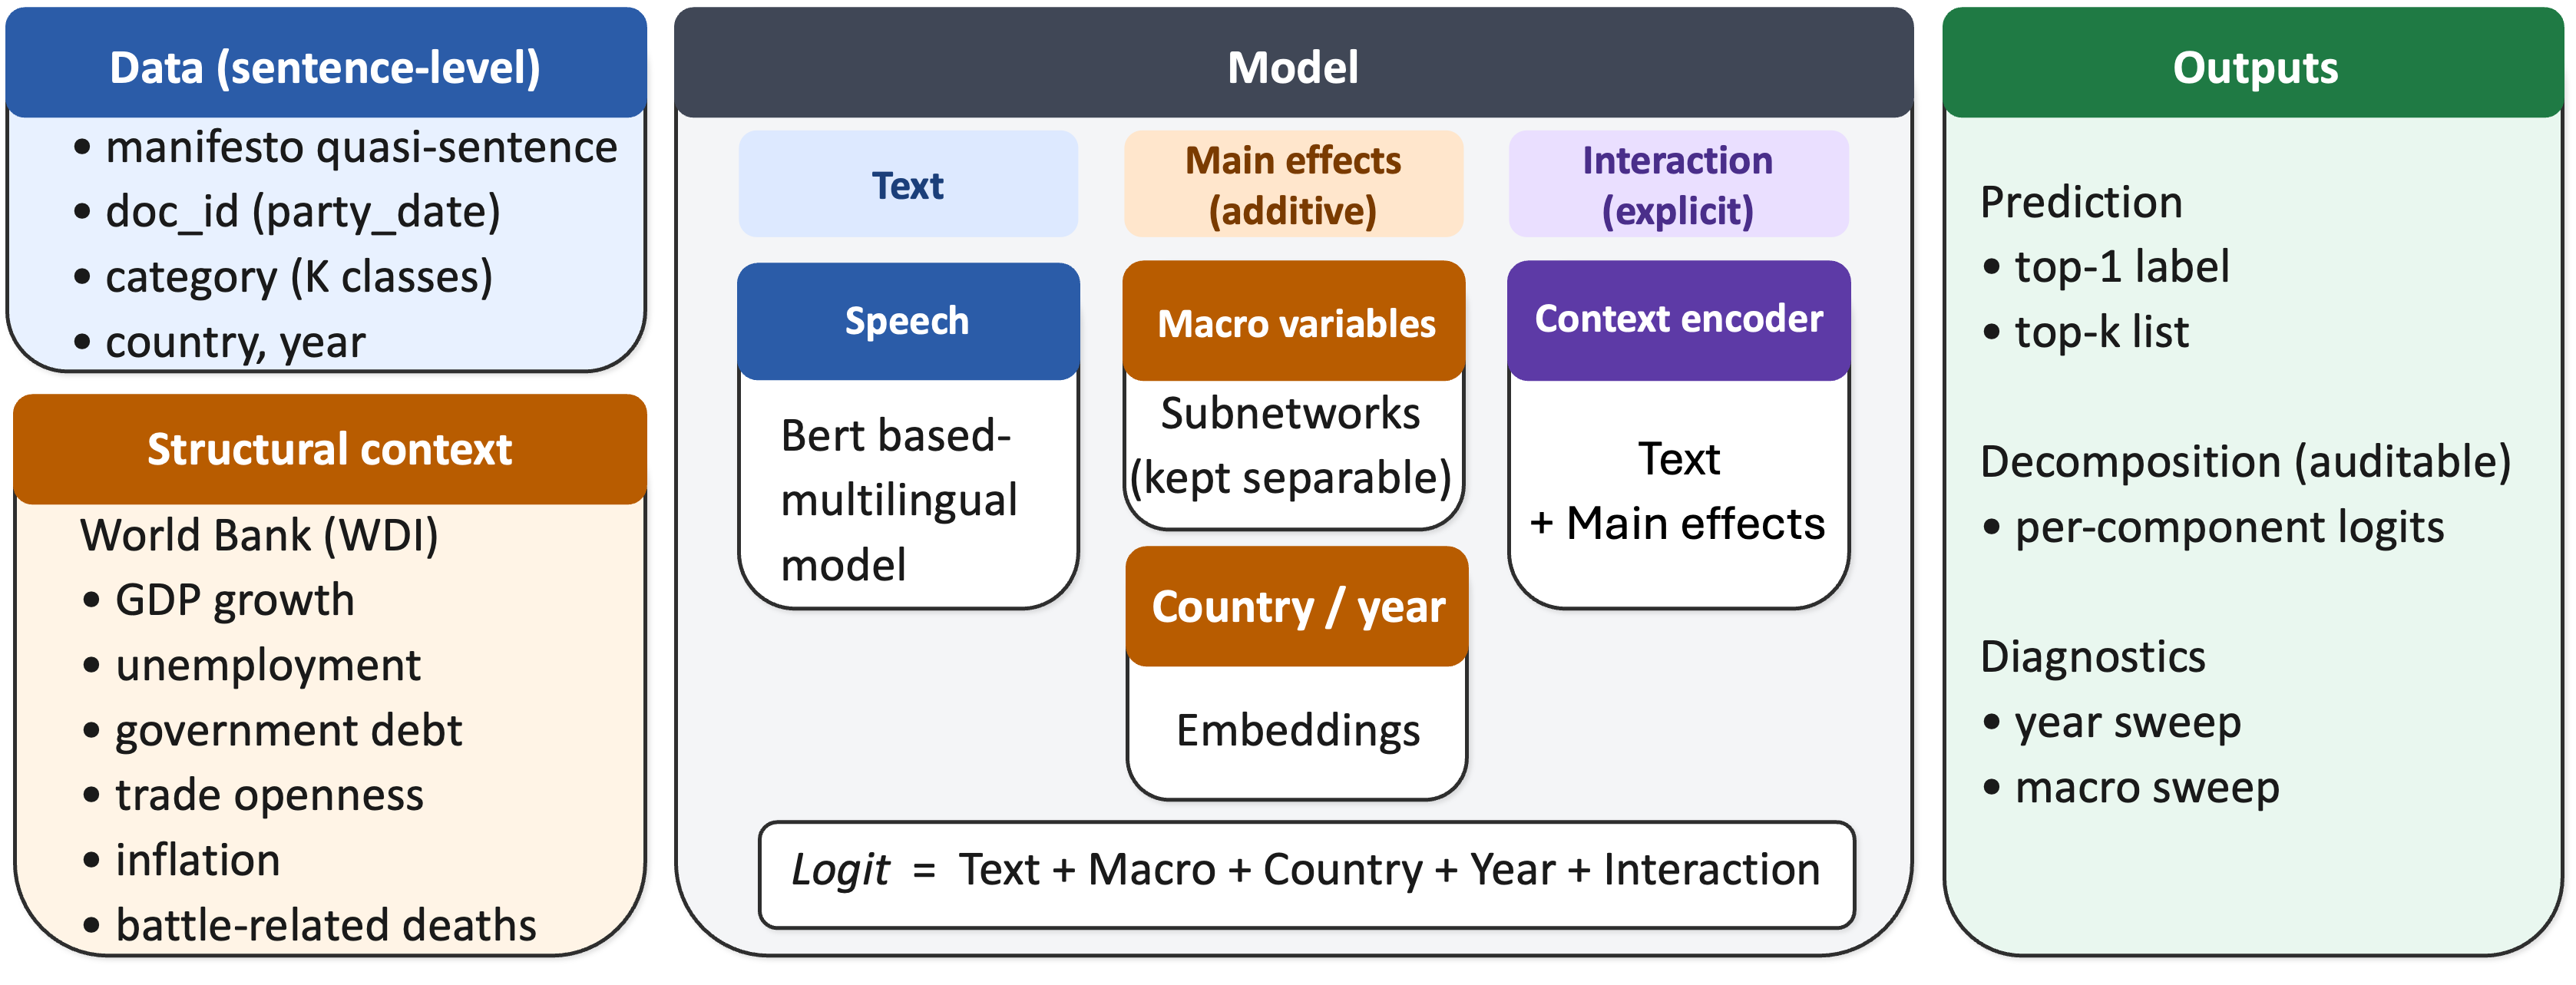 Data (sentence-level)
• manifesto quasi-sentence
• doc_id (party_date)
• category (K classes)
• country, year
Structural context
World Bank (WDI)
• GDP growth
• unemployment
• government debt
• trade openness
• inflation
• battle-related deaths
Model
Text
Speech
Bert based-
multilingual
model
Main effects
(additive)
Macro variables
Subnetworks
(kept separable)
Country / year
Embeddings
Interaction
(explicit)
Context encoder
Text
+ Main effects
Logit = Text + Macro + Country + Year + Interaction
Outputs
Prediction
• top-1 label
• top-k list
Decomposition (auditable)
• per-component logits
Diagnostics
• year sweep
• macro sweep